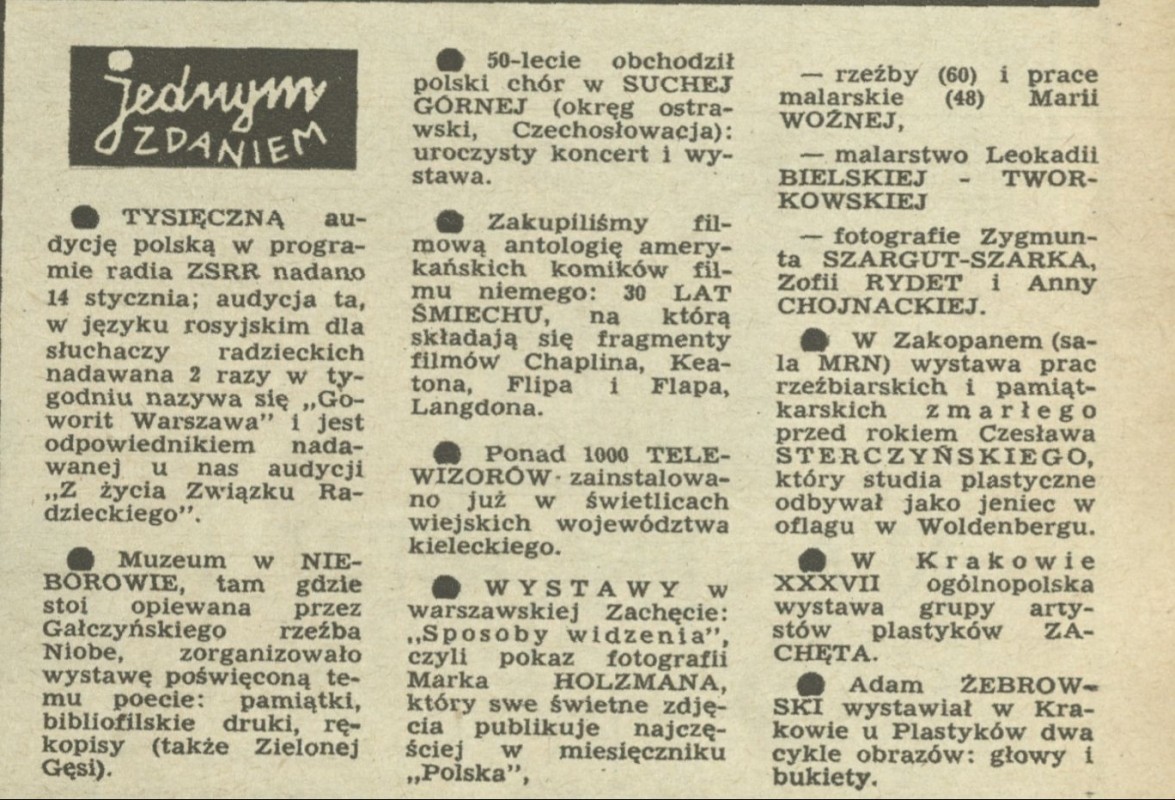 jednym
ZDANIEM
● TYSIĘCZNĄ au-
dycję polską w progra-
mie radia ZSRR nadano
14 stycznia; audycja ta,
w języku rosyjskim dla
słuchaczy radzieckich
nadawana 2 razy w ty-
godniu nazywa się „Go-
worit Warszawa" i jest
odpowiednikiem nada-
wanej u nas audycji
„Z życia Związku Ra-
dzieckiego".
● Muzeum w NIE-
BOROWIE, tam gdzie
stoi opiewana przez
Gałczyńskiego rzeźba
Niobe, zorganizowało
wystawę poświęconą te-
mu poecie: pamiątki,
bibliofilskie druki, rę-
kopisy (także Zielonej
Gęsi).
● 50-lecie obchodził
polski chór w SUCHEJ
GÓRNEJ (okręg ostra-
wski, Czechosłowacja):
uroczysty koncert i wy-
stawa.
● Zakupiliśmy fil-
mową antologię amery-
kańskich komików fil-
mu niemego: 30 LAT
ŚMIECHU, na którą
składają się fragmenty
filmów Chaplina, Kea-
tona, Flipa i Flapa,
Langdona.
● Ponad 1000 TELE-
WIZORÓW zainstalowa-
no już w świetlicach
wiejskich województwa
kieleckiego.
● WYSTAWY w
warszawskiej Zachęcie:
„Sposoby widzenia",
czyli pokaz fotografii
Marka HOLZMANA,
który swe świetne zdję-
cia publikuje najczę-
ściej w miesięczniku
„Polska",
— rzeźby (60) i prace
malarskie (48) Marii
WOŹNEJ,
— malarstwo Leokadii
BIELSKIEJ - TWOR-
KOWSKIEJ
— fotografie Zygmun-
ta SZARGUT-SZARKA,
Zofii RYDET i Anny
CHOJNACKIEJ.
● W Zakopanem (sa-
la MRN) wystawa prac
rzeźbiarskich i pamiąt-
karskich zmarłego
przed rokiem Czesława
STERCZYŃSKIEGO,
który studia plastyczne
odbywał jako jeniec w
oflagu w Woldenbergu.
● W Krakowie
XXXVII ogólnopolska
wystawa grupy arty-
stów plastyków ZA-
CHĘTA.
● Adam ŻEBROW-
SKI wystawiał w Kra-
kowie u Plastyków dwa
cykle obrazów: głowy i
bukiety.